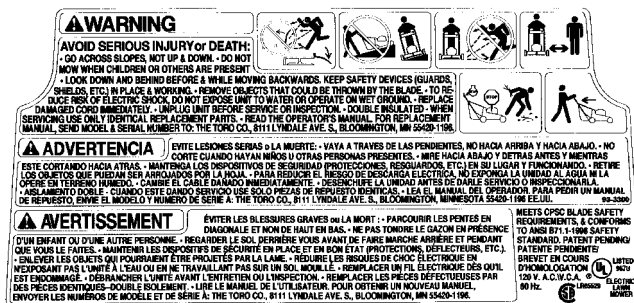 WARNING
AVOID SERIOUS INJURY or DEATH:
• GO ACROSS SLOPES, NOT UP & DOWN. • DO NOT
MOW WHEN CHILDREN OR OTHERS ARE PRESENT
• LOOK DOWN AND BEHIND BEFORE & WHILE MOVING BACKWARDS. KEEP SAFETY DEVICES (GUARDS,
SHIELDS, ETC.) IN PLACE & WORKING. • REMOVE OBJECTS THAT COULD BE THROWN BY THE BLADE. • TO RE-
DUCE RISK OF ELECTRIC SHOCK, DO NOT EXPOSE UNIT TO WATER OR OPERATE ON WET GROUND. • REPLACE
DAMAGED CORD IMMEDIATELY. • UNPLUG UNIT BEFORE SERVICE OR INSPECTION. • DOUBLE INSULATED - WHEN
SERVICING USE ONLY IDENTICAL REPLACEMENT PARTS. • READ THE OPERATOR'S MANUAL. FOR REPLACEMENT
MANUAL, SEND MODEL & SERIAL NUMBER TO: THE TORO CO., 8111 LYNDALE AVE. S., BLOOMINGTON, MN 55420-1196
STOP
ADVERTENCIA
EVITE LESIONES SERIAS o LA MUERTE: • VAYA A TRAVES DE LAS PENDIENTES, NO HACIA ARRIBA Y HACIA ABAJO. • NO
CORTE CUANDO HAYAN NIÑOS U OTRAS PERSONAS PRESENTES. • MIRE HACIA ABAJO Y DETRAS ANTES Y MIENTRAS
ESTE CORTANDO HACIA ATRAS. • MANTENGA LOS DISPOSITIVOS DE SEGURIDAD (PROTECCIONES, RESGUARDOS, ETC.) EN SU LUGAR Y FUNCIONANDO. • RETIRE
LOS OBJETOS QUE PUEDAN SER ARROJADOS POR LA HOJA. • PARA REDUCIR EL RIESGO DE DESCARGA ELECTRICA, NO EXPONGA LA UNIDAD AL AGUA NI LA
OPERE EN TERRENO HUMEDO. • CAMBIE EL CABLE DAÑADO INMEDIATAMENTE. • DESENCHUFE LA UNIDAD ANTES DE DARLE SERVICIO O INSPECCIONARLA.
• AISLAMIENTO DOBLE - CUANDO ESTE DANDO SERVICIO USE SOLO PIEZAS DE REPUESTO IDENTICAS. • LEA EL MANUAL DEL OPERADOR. PARA PEDIR UN MANUAL
DE REPUESTO, ENVIE EL MODELO Y NUMERO DE SERIE A: THE TORO CO., 8111 LYNDALE AVE. S., BLOOMINGTON, MINNESOTA 55420-1196 EE.UU. 93-3300
AVERTISSEMENT
ÉVITER LES BLESSURES GRAVES ou LA MORT : • PARCOURIR LES PENTES EN
DIAGONALE ET NON DE HAUT EN BAS. • NE PAS TONDRE LE GAZON EN PRÉSENCE
D'UN ENFANT OU D'UNE AUTRE PERSONNE. • REGARDER LE SOL DERRIÈRE VOUS AVANT DE FAIRE MARCHE ARRIÈRE ET PENDANT
QUE VOUS LE FAITES. • MAINTENIR LES DISPOSITIFS DE SÉCURITÉ EN PLACE ET EN BON ÉTAT (PROTECTIONS, DÉFLECTEURS, ETC.).
• ENLEVER LES OBJETS QUI POURRAIENT ÊTRE PROJETÉS PAR LA LAME. • RÉDUIRE LES RISQUES DE CHOC ÉLECTRIQUE EN
N'EXPOSANT PAS L'UNITÉ À L'EAU OU EN NE TRAVAILLANT PAS SUR UN SOL MOUILLÉ. • REMPLACER UN FIL ÉLECTRIQUE DÈS QU'IL
EST ENDOMMAGÉ. • DÉBRANCHER L'UNITÉ AVANT L'ENTRETIEN OU L'INSPECTION. • REMPLACER LES PIÈCES DÉFECTUEUSES PAR
DES PIÈCES IDENTIQUES-DOUBLE ISOLEMENT. • LIRE LE MANUEL DE L'UTILISATEUR. POUR OBTENIR UN NOUVEAU MANUEL,
ENVOYER LES NUMÉROS DE MODÈLE ET DE SÉRIE À: THE TORO CO., 8111 LYNDALE AVE. S., BLOOMINGTON, MN 55420-1196.
MEETS CPSC BLADE SAFETY
REQUIREMENTS, & CONFORMS
TO ANSI B71.1-1996 SAFETY
STANDARD. PATENT PENDING/
PATENTE PENDIENTE/
BREVET EN COURS
D'HOMOLOGATION
120 V. A.C./V.C.A.
60 Hz.
UL
LISTED
ELECTRIC
LAWN
MOWER